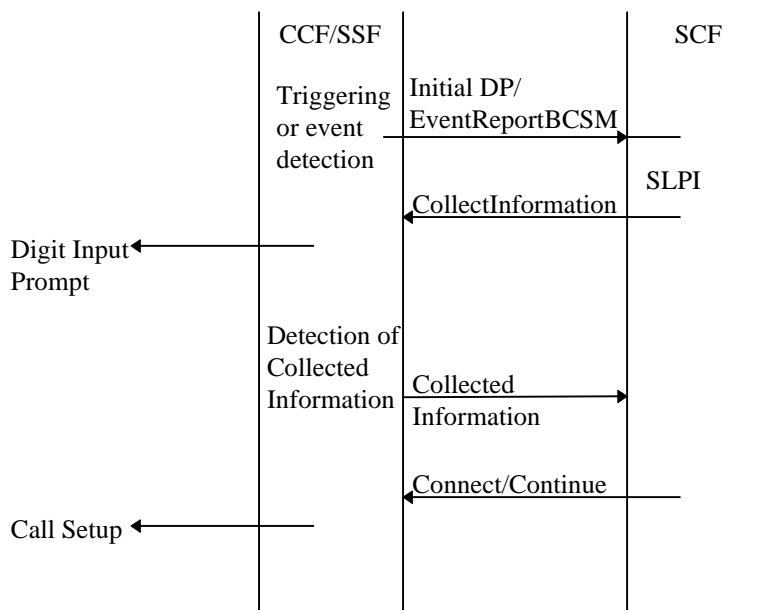 CCF/SSF
SCF
Triggering
or event
detection
Initial DP/
EventReportBCSM
SLPI
CollectInformation
Digit Input
Prompt
Detection of
Collected
Information
Collected
Information
Connect/Continue
Call Setup